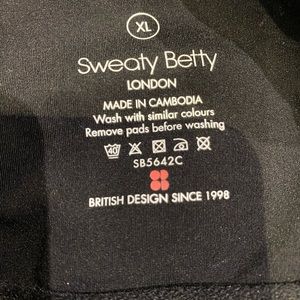 XL
Sweaty Betty
LONDON
MADE IN CAMBODIA
Wash with similar colours
Remove pads before washing
40
SB5642C
BRITISH DESIGN SINCE 1998